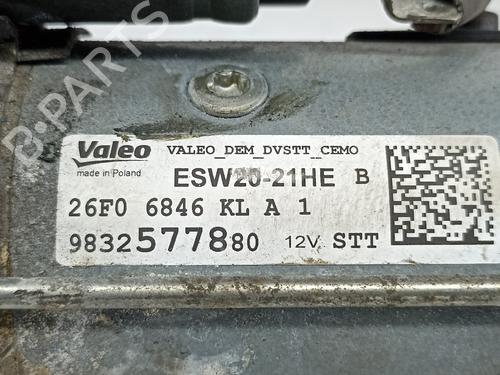 B-PARTS
Valeo
made in Poland
VALEO_DEM_DVSTT_CEMO
ESW20-21HE B
26F0 6846 KL A 1
9832577880 12V STT